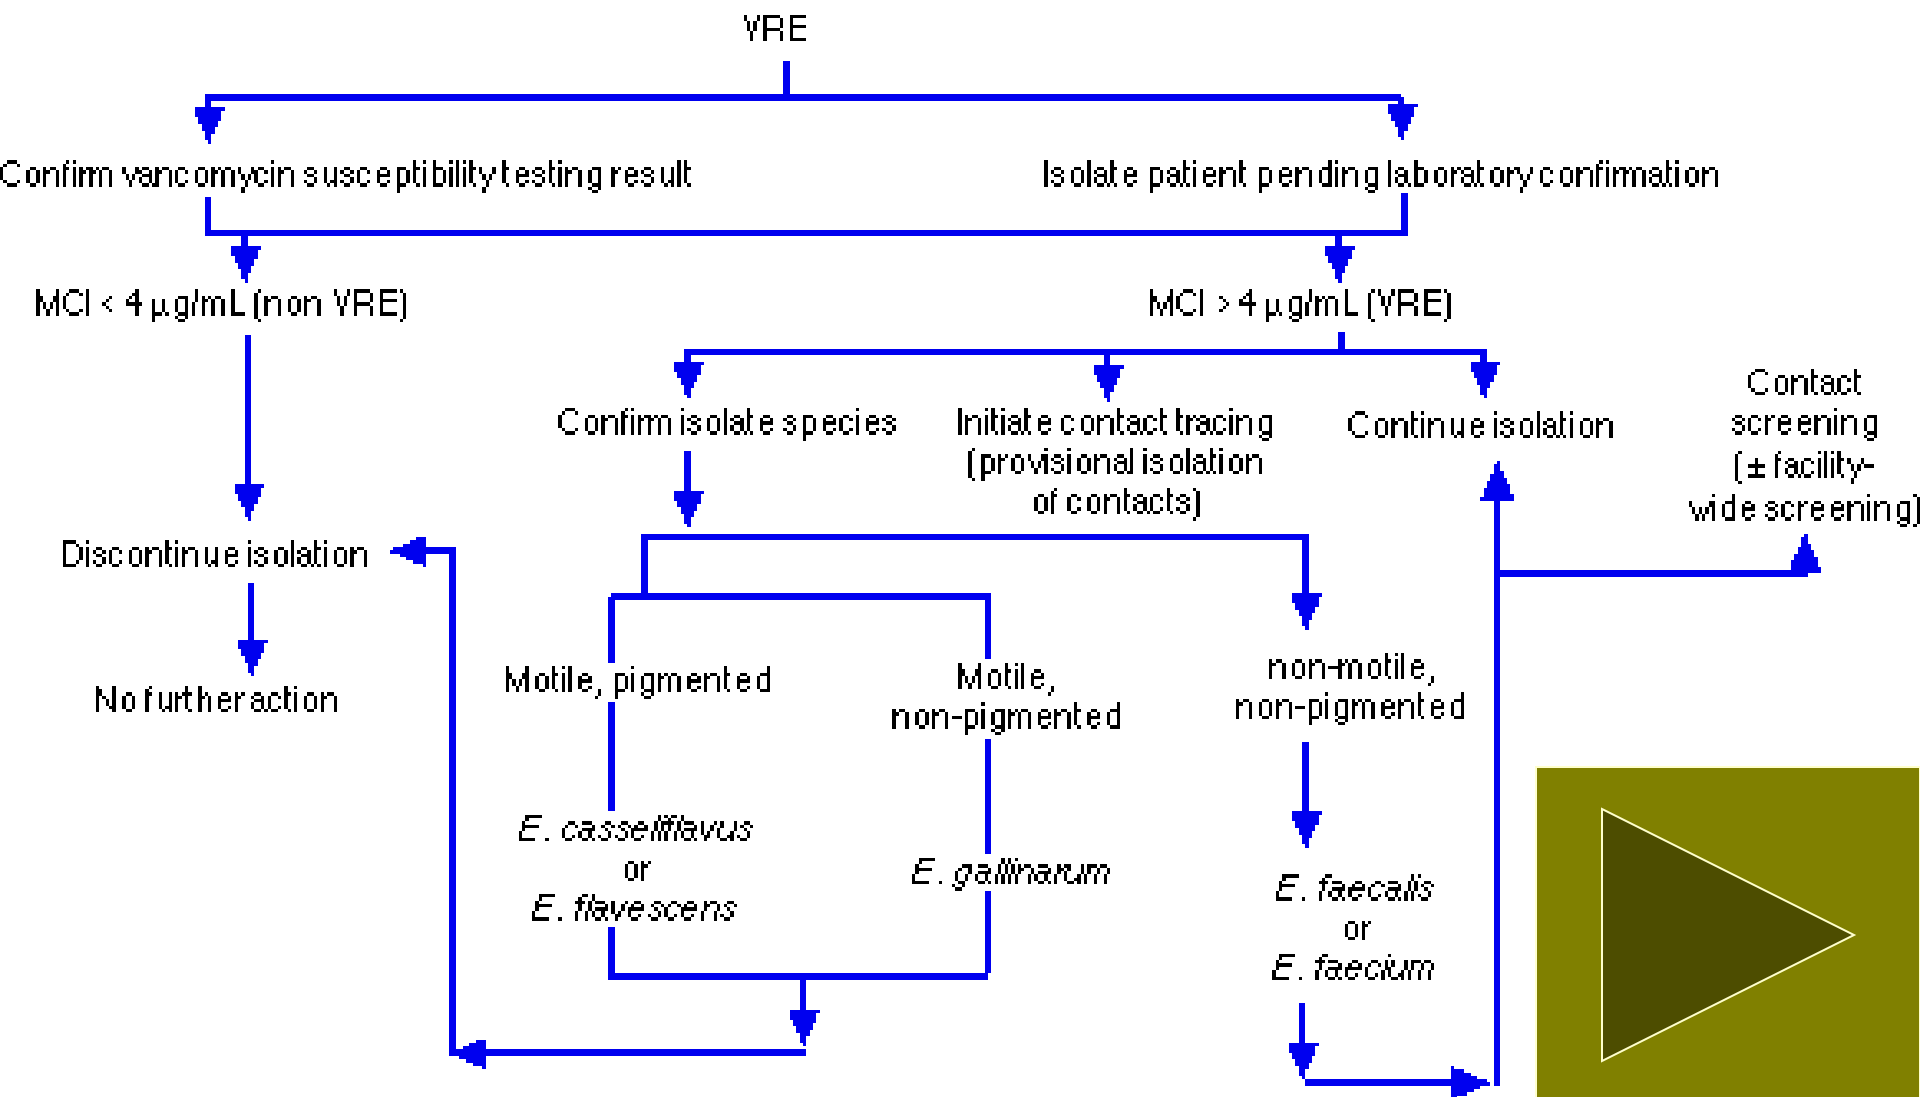 VRE
Confirm vancomycin susceptibility testing result
Isolate patient pending laboratory confirmation
MCI < 4 µg/mL (non VRE)
MCI > 4 µg/mL (VRE)
Confirm isolate species
Initiate contact tracing
(provisional isolation
of contacts)
Continue isolation
Contact
screening
(± facility-
wide screening)
Discontinue isolation
No further action
Motile, pigmented
Motile,
non-pigmented
non-motile,
non-pigmented
E. casseliflavus
or
E. flavescens
E. gallinarum
E. faecalis
or
E. faecium